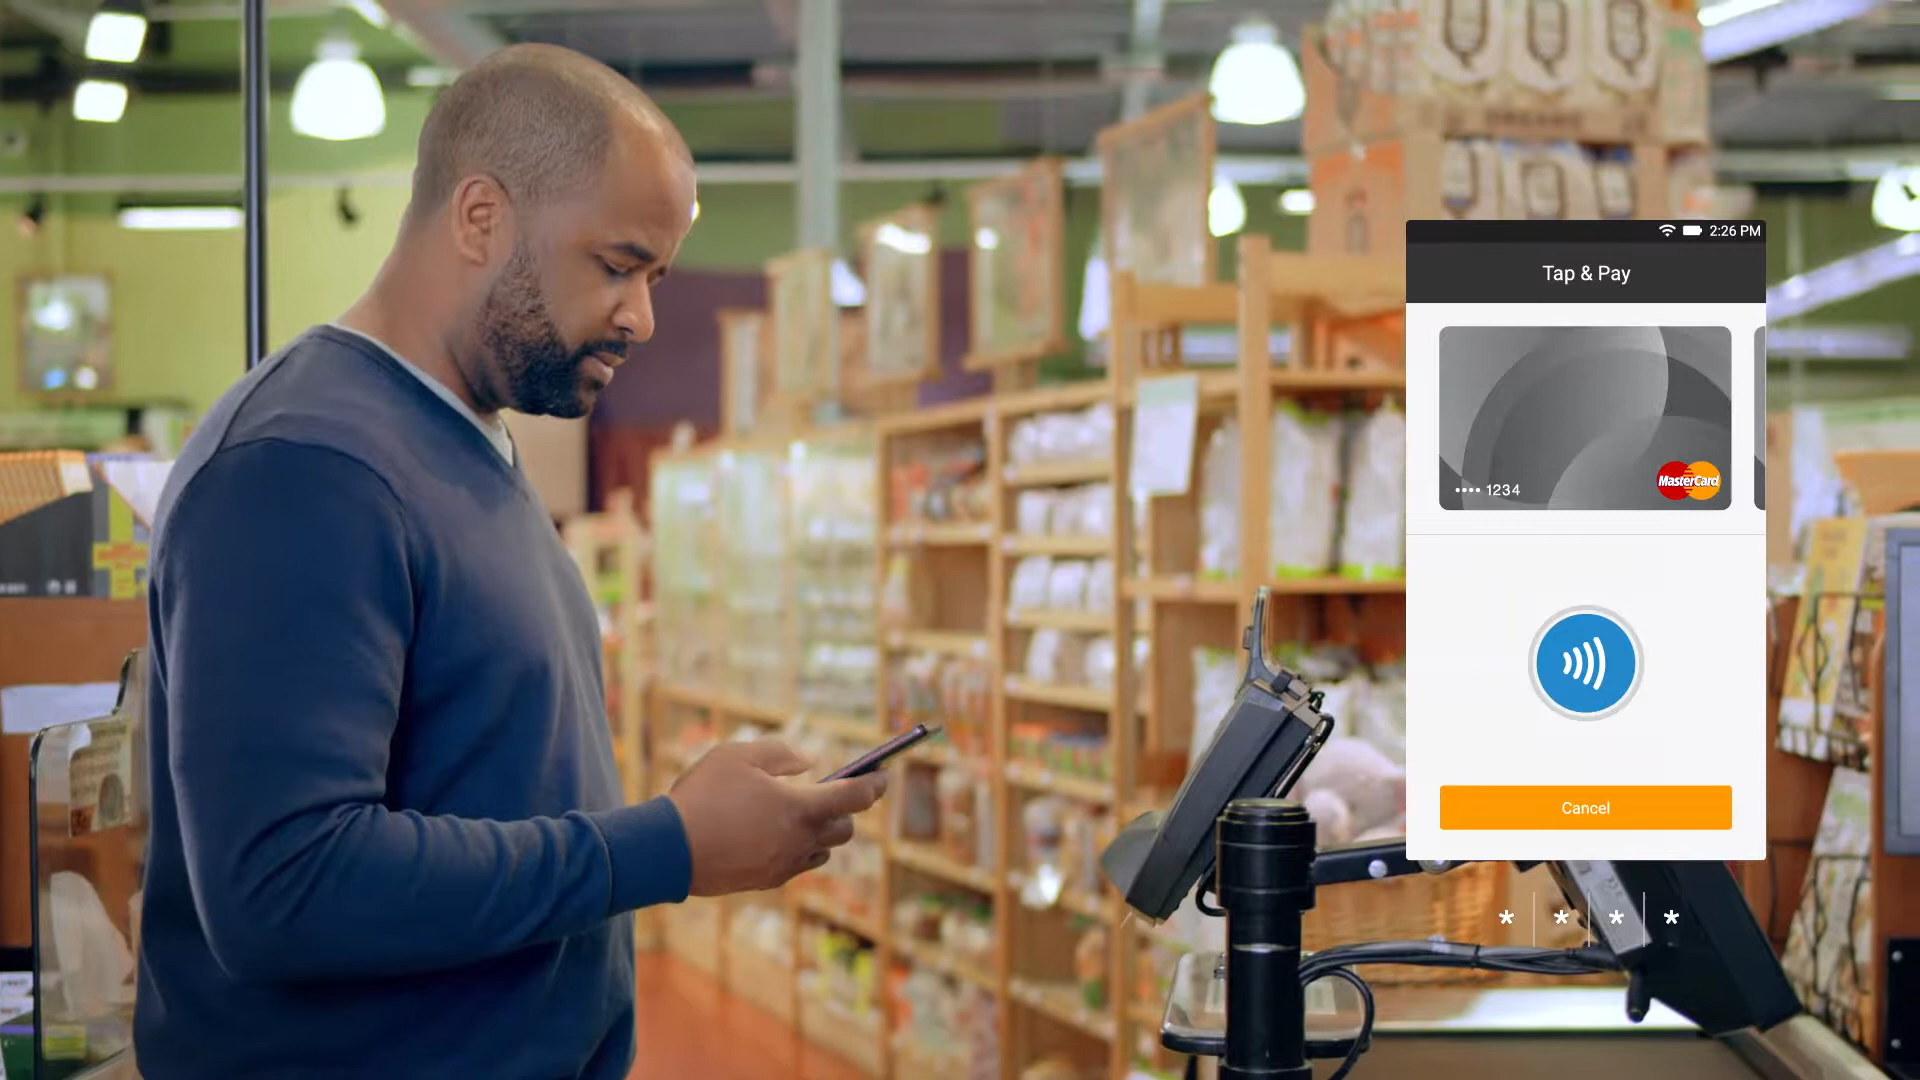 2:26 PM
Tap & Pay
•••• 1234
MasterCard
Cancel
* * * *